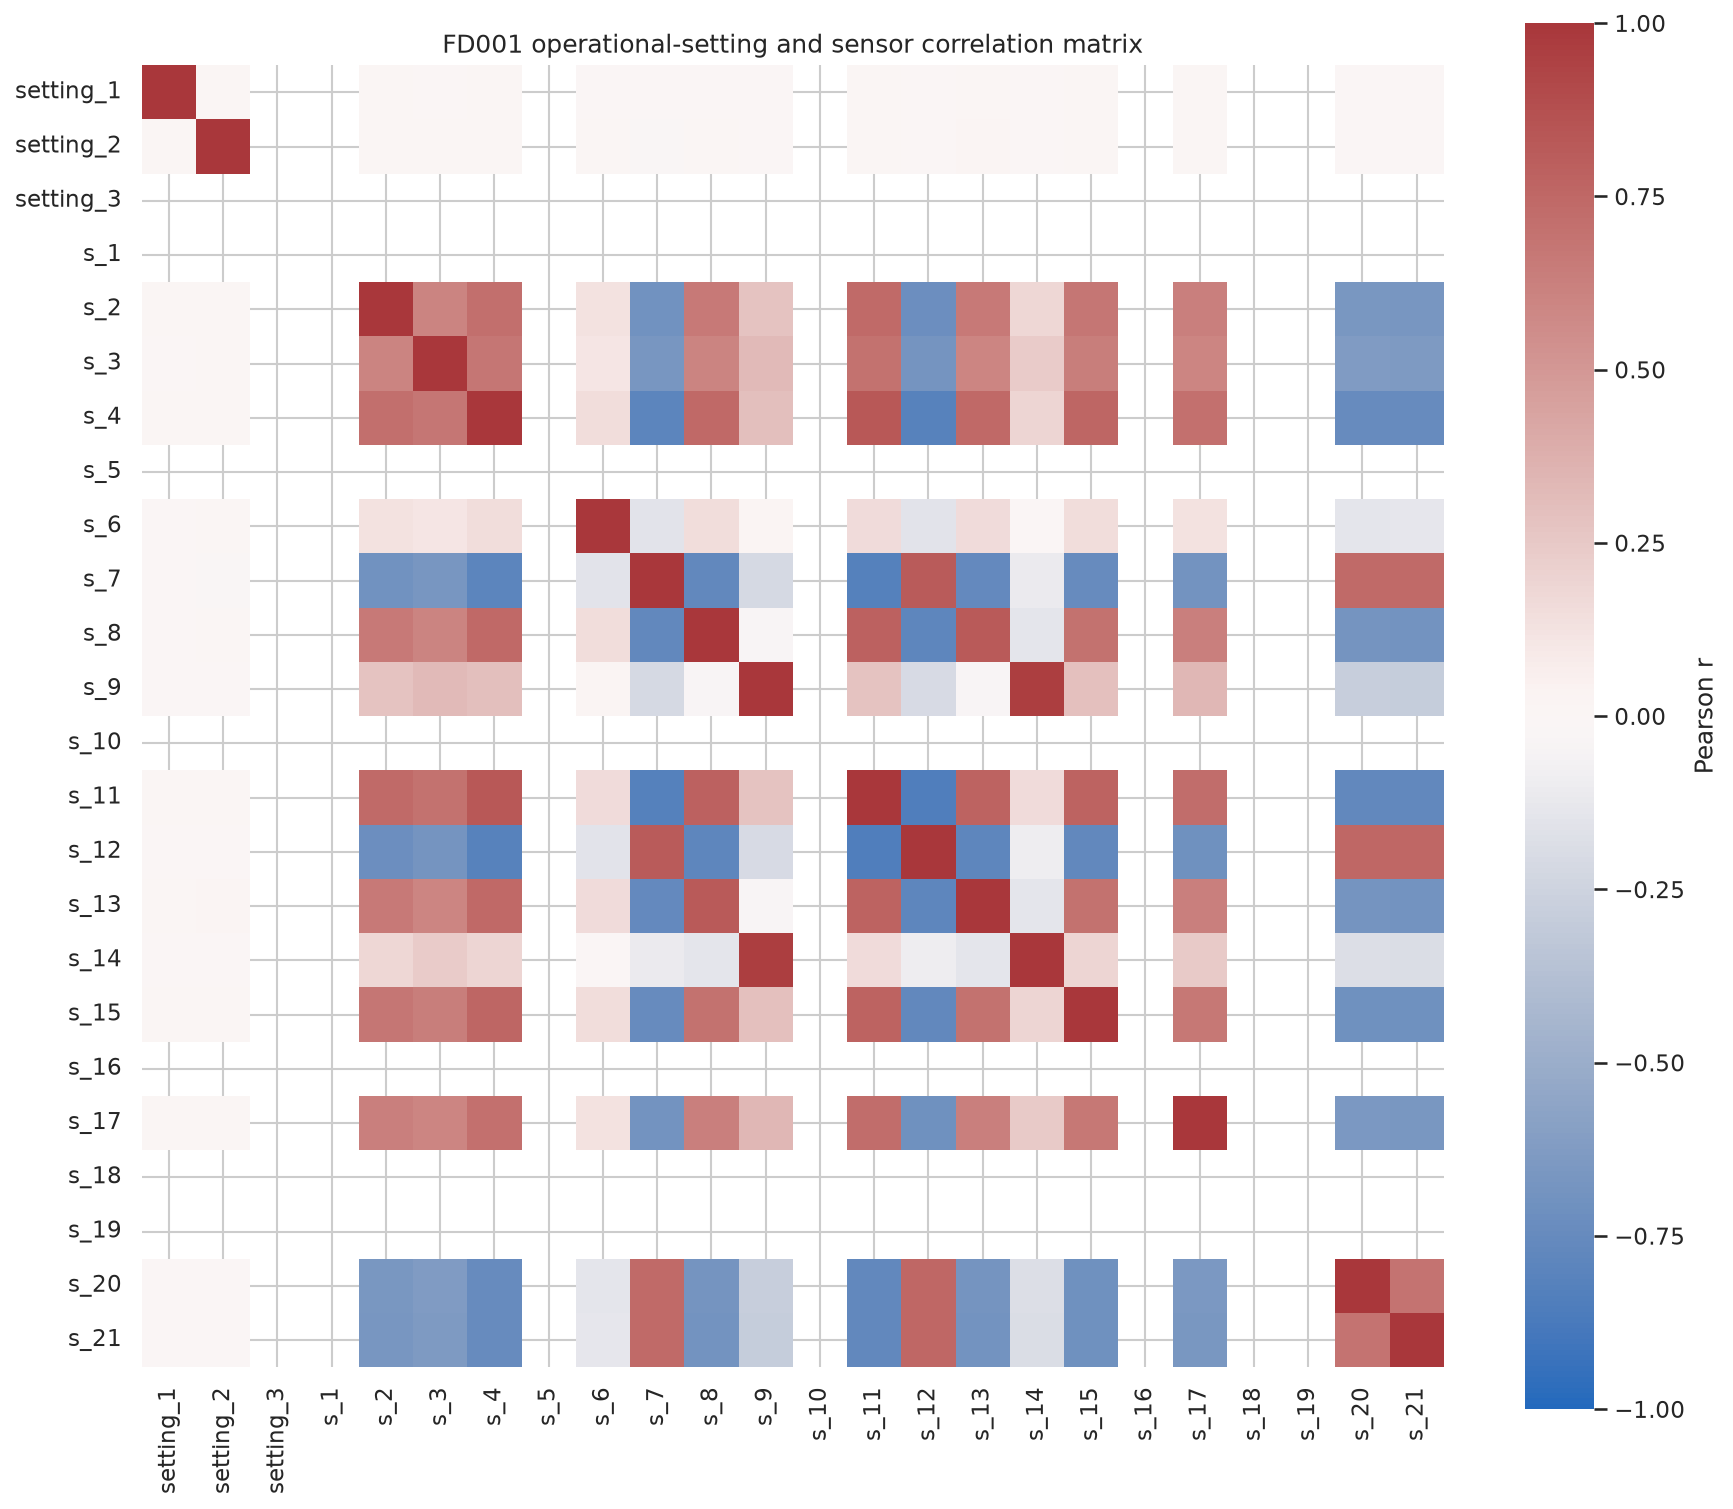 FD001 operational-setting and sensor correlation matrix
setting_1
setting_2
setting_3
s_1
s_2
s_3
s_4
s_5
s_6
s_7
s_8
s_9
s_10
s_11
s_12
s_13
s_14
s_15
s_16
s_17
s_18
s_19
s_20
s_21
setting_1
setting_2
setting_3
s_1
s_2
s_3
s_4
s_5
s_6
s_7
s_8
s_9
s_10
s_11
s_12
s_13
s_14
s_15
s_16
s_17
s_18
s_19
s_20
s_21
1.00
0.75
0.50
0.25
0.00
−0.25
−0.50
−0.75
−1.00
Pearson r